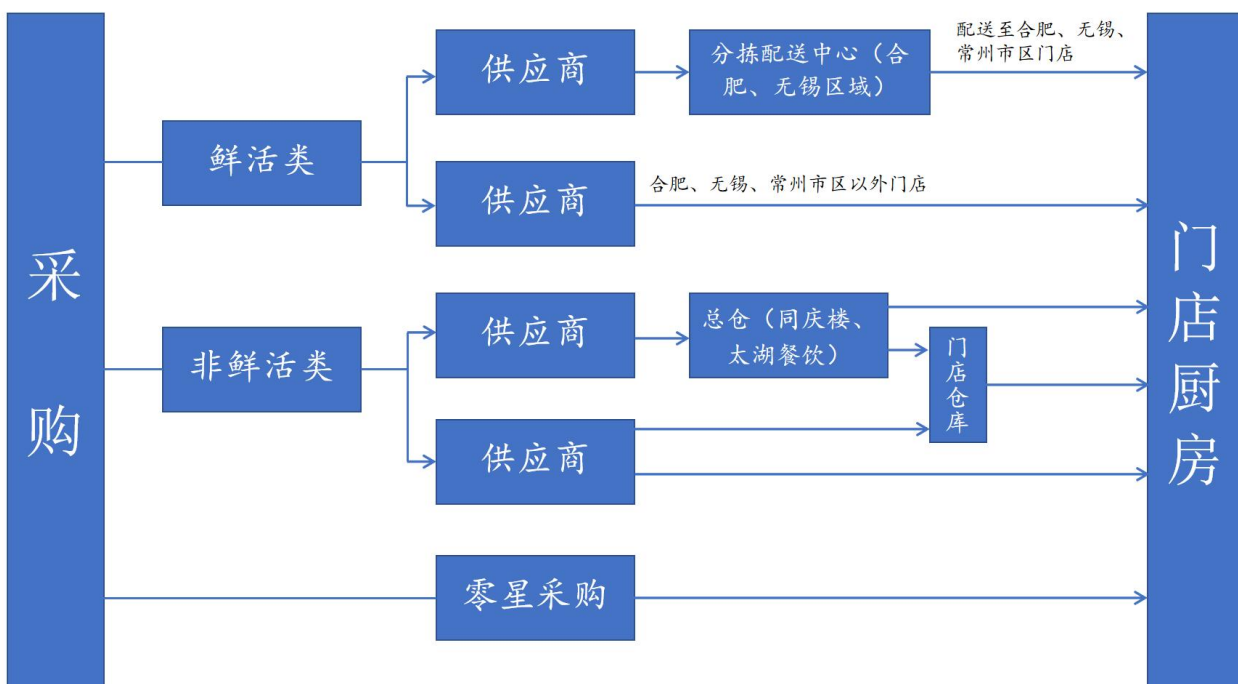 采购
鲜活类
供应商
分拣配送中心（合
肥、无锡区域）
配送至合肥、无锡、
常州市区门店
供应商
合肥、无锡、常州市区以外门店
非鲜活类
供应商
总仓（同庆楼、
太湖餐饮）
门店仓库
供应商
零星采购
门店厨房